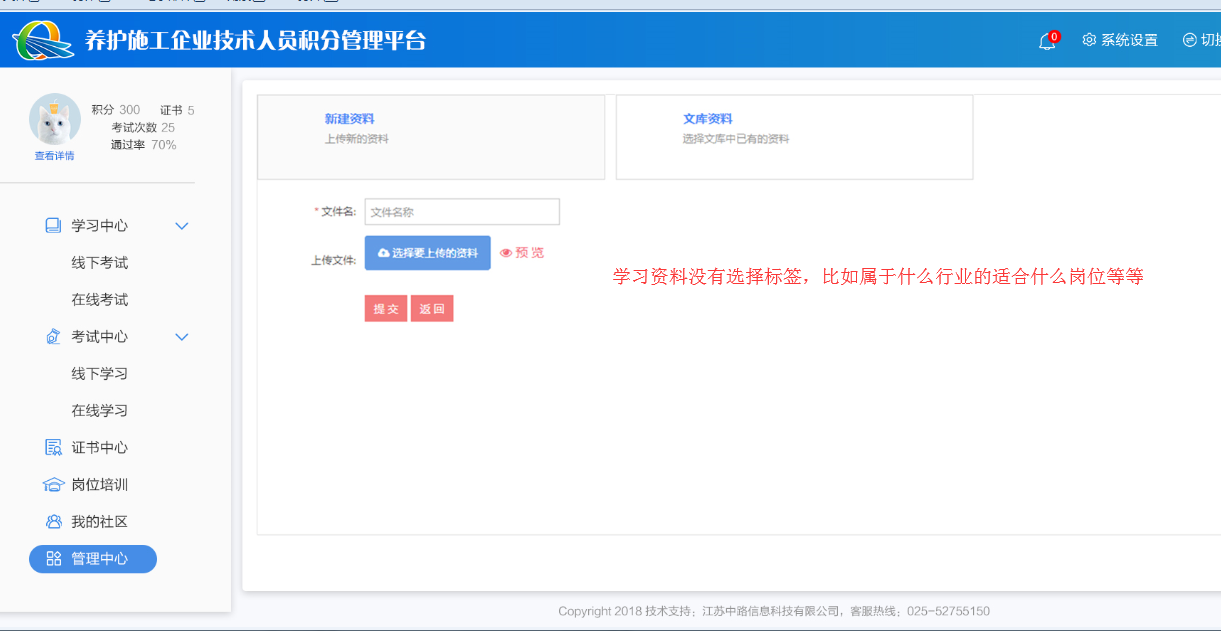 养护施工企业技术人员积分管理平台
0
系统设置
切换
积分 300 证书 5
考试次数 25
通过率 70%
查看详情
学习中心
线下考试
在线考试
考试中心
线下学习
在线学习
证书中心
岗位培训
我的社区
管理中心
新建资料
上传新的资料
文库资料
选择文库中已有的资料
*文件名: 文件名称
上传文件: 选择要上传的资料 预 览
学习资料没有选择标签，比如属于什么行业的适合什么岗位等等
提 交 返 回
Copyright 2018 技术支持：江苏中路信息科技有限公司，客服热线：025-52755150